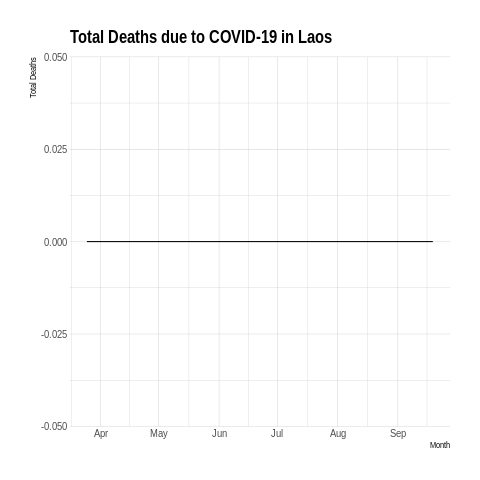 Total Deaths due to COVID-19 in Laos
Total Deaths
0.050
0.025
0.000
-0.025
-0.050
Apr May Jun Jul Aug Sep
Month